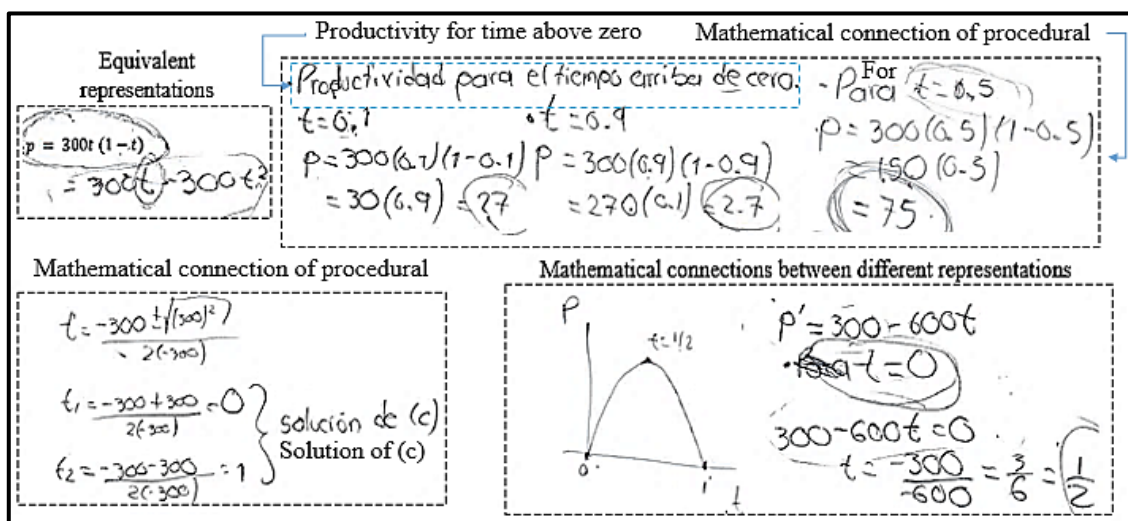 Productivity for time above zero
Mathematical connection of procedural
Equivalent representations
p = 300t (1-t)
= 300t - 300t²
Productividad para el tiempo arriba de cero.
t=0,1
P=300(0.1)(1-0.1)
=30(0.9) = 27
t=0.9
P=300(0.9)(1-0.9)
=270(0.1) = 2.7
For
Para t=0,5
P=300(0.5)(1-0.5)
=150(0.5)
=75.
Mathematical connection of procedural
t = (-300 ± √(300)²) / 2(-300)
t₁ = (-300+300) / 2(-300) = 0
t₂ = (-300-300) / 2(-300) = 1
solución de (c)
Solution of (c)
Mathematical connections between different representations
P
t=1/2
0
1
t
P'=300-600t
t=0
300-600t=0
t = -300/-600 = 3/6 = 1/2